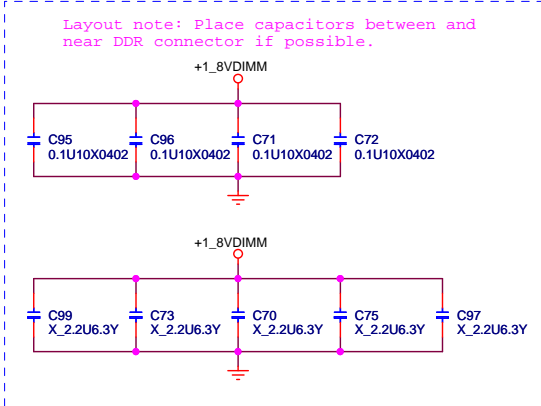 Layout note: Place capacitors between and
near DDR connector if possible.
+1_8VDIMM
C95 C96 C71 C72
0.1U10X0402 0.1U10X0402 0.1U10X0402 0.1U10X0402
+1_8VDIMM
C99 C73 C70 C75 C97
X_2.2U6.3Y X_2.2U6.3Y X_2.2U6.3Y X_2.2U6.3Y X_2.2U6.3Y